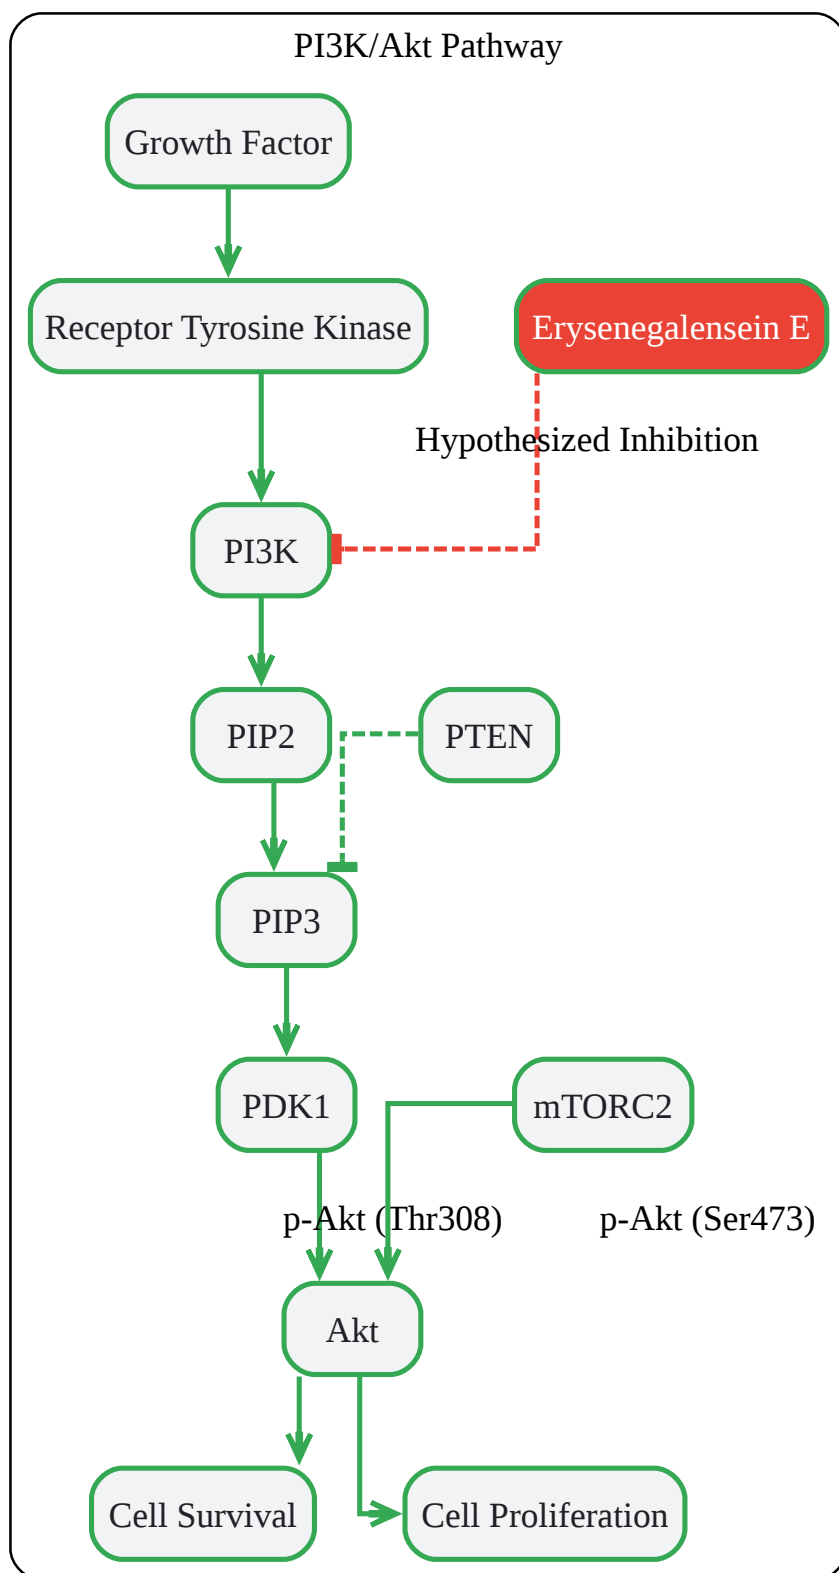 PI3K/Akt Pathway
Growth Factor
Receptor Tyrosine Kinase
Erysenegalensein E
Hypothesized Inhibition
PI3K
PIP2
PTEN
PIP3
PDK1
mTORC2
p-Akt (Thr308)
p-Akt (Ser473)
Akt
Cell Survival
Cell Proliferation